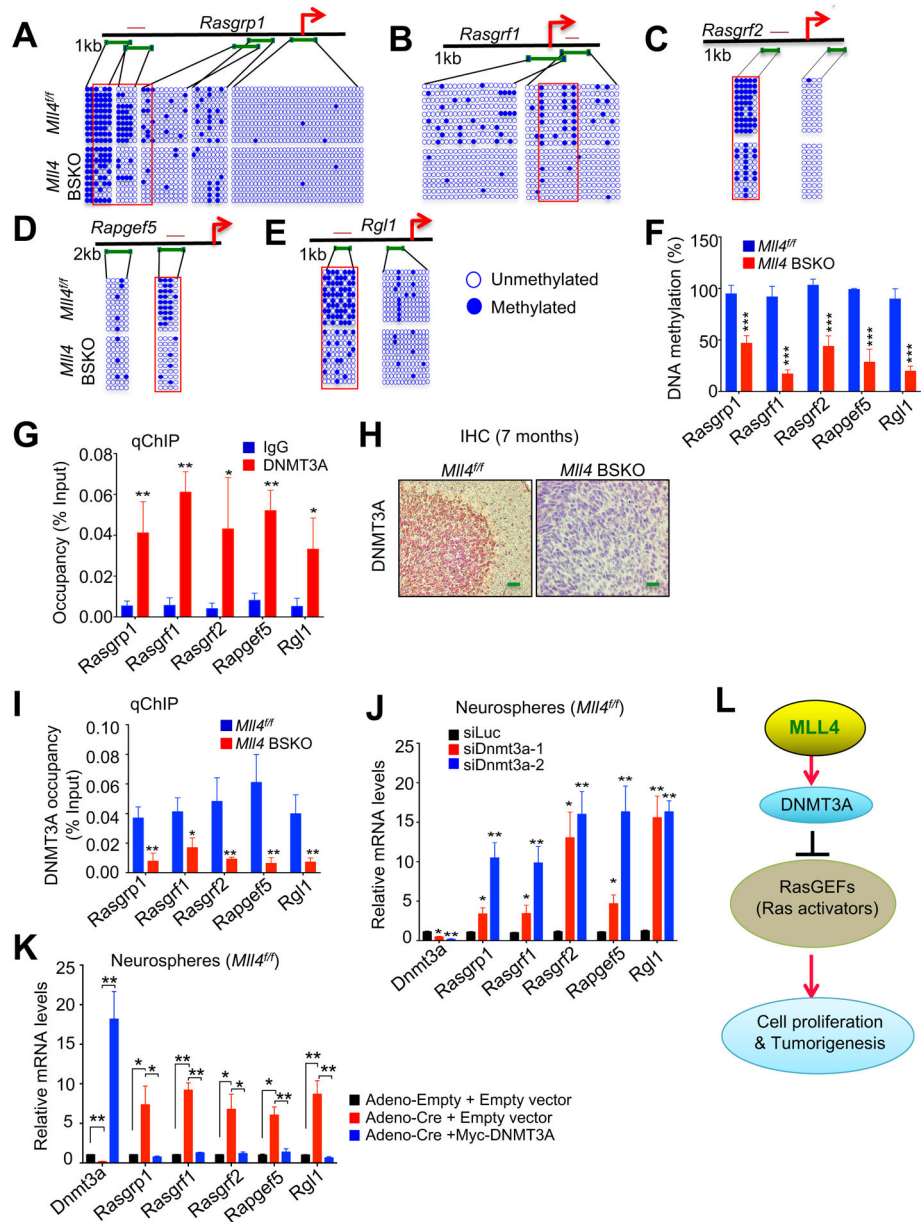 A
Rasgrp1
1kb
Mll4f/f
Mll4
BSKO
B
Rasgrf1
1kb
C
Rasgrf2
1kb
D
Rapgef5
2kb
Mll4f/f
Mll4
BSKO
E
Rgl1
1kb
Unmethylated
Methylated
F
Mll4f/f
Mll4 BSKO
DNA methylation (%)
150
100
50
0
***
***
***
***
***
Rasgrp1
Rasgrf1
Rasgrf2
Rapgef5
Rgl1
G
qChIP
IgG
DNMT3A
Occupancy (% Input)
0.08
0.06
0.04
0.02
0.00
**
**
*
**
*
Rasgrp1
Rasgrf1
Rasgrf2
Rapgef5
Rgl1
H
IHC (7 months)
Mll4f/f
Mll4 BSKO
DNMT3A
I
qChIP
Mll4f/f
Mll4 BSKO
DNMT3A occupancy
(% Input)
0.10
0.08
0.06
0.04
0.02
0.00
**
*
**
**
**
Rasgrp1
Rasgrf1
Rasgrf2
Rapgef5
Rgl1
J
Neurospheres (Mll4f/f)
siLuc
siDnmt3a-1
siDnmt3a-2
Relative mRNA levels
25
20
15
10
5
0
*
**
*
**
*
**
*
**
*
**
**
**
Dnmt3a
Rasgrp1
Rasgrf1
Rasgrf2
Rapgef5
Rgl1
K
Neurospheres (Mll4f/f)
Relative mRNA levels
25
20
15
10
5
0
**
**
*
*
**
**
*
*
*
**
**
**
Dnmt3a
Rasgrp1
Rasgrf1
Rasgrf2
Rapgef5
Rgl1
Adeno-Empty + Empty vector
Adeno-Cre + Empty vector
Adeno-Cre +Myc-DNMT3A
L
MLL4
DNMT3A
RasGEFs
(Ras activators)
Cell proliferation
& Tumorigenesis